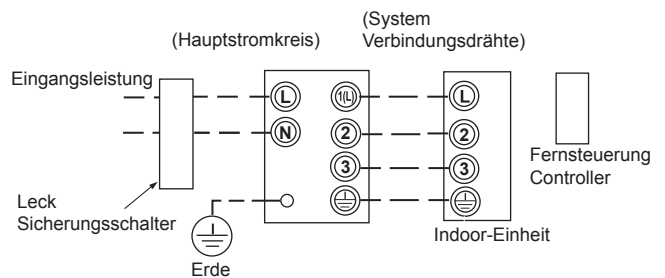 (Hauptstromkreis)
(System
Verbindungsdrähte)
Eingangsleistung
L
1(L)
L
N
2
2
3
3
Fernsteuerung
Controller
Leck
Sicherungsschalter
Indoor-Einheit
Erde